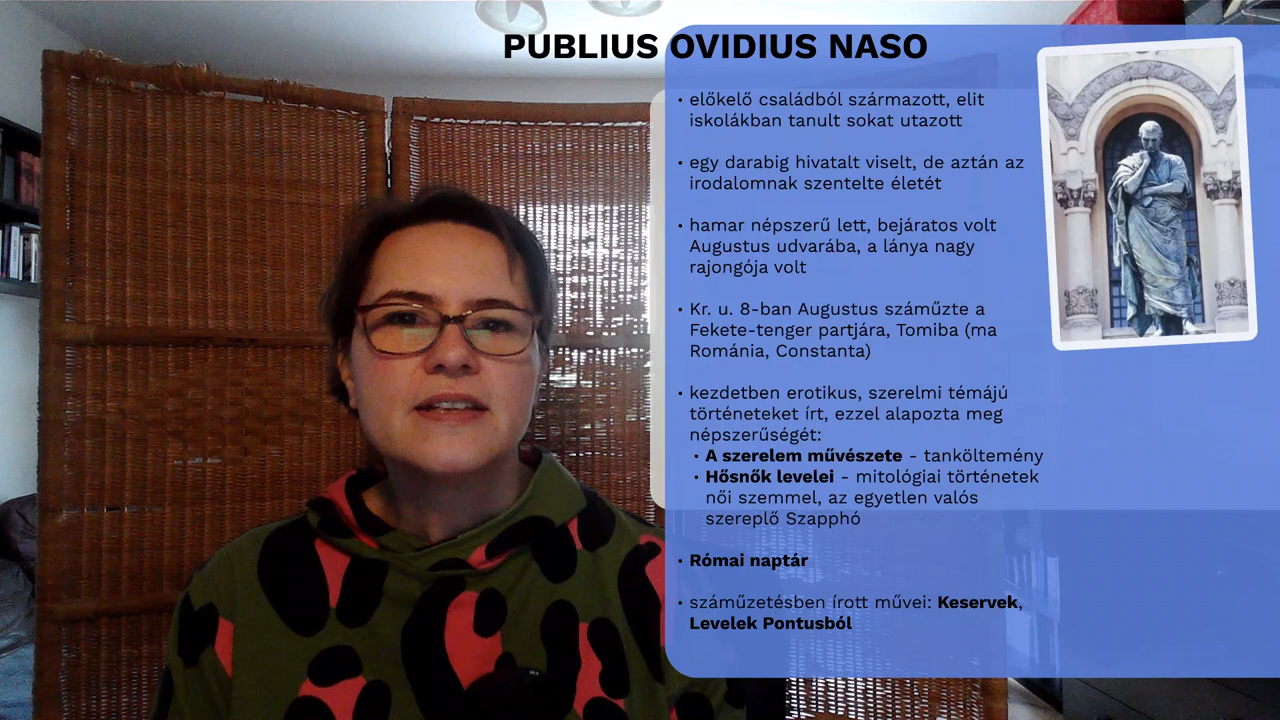 PUBLIUS OVIDIUS NASO
• előkelő családból származott, elit
iskolákban tanult sokat utazott
• egy darabig hivatalt viselt, de aztán az
irodalomnak szentelte életét
• hamar népszerű lett, bejáratos volt
Augustus udvarába, a lánya nagy
rajongója volt
• Kr. u. 8-ban Augustus száműzte a
Fekete-tenger partjára, Tomiba (ma
Románia, Constanta)
• kezdetben erotikus, szerelmi témájú
történeteket írt, ezzel alapozta meg
népszerűségét:
• A szerelem művészete - tanköltemény
• Hősnők levelei - mitológiai történetek
női szemmel, az egyetlen valós
szereplő Szapphó
• Római naptár
• száműzetésben írott művei: Keservek,
Levelek Pontusból